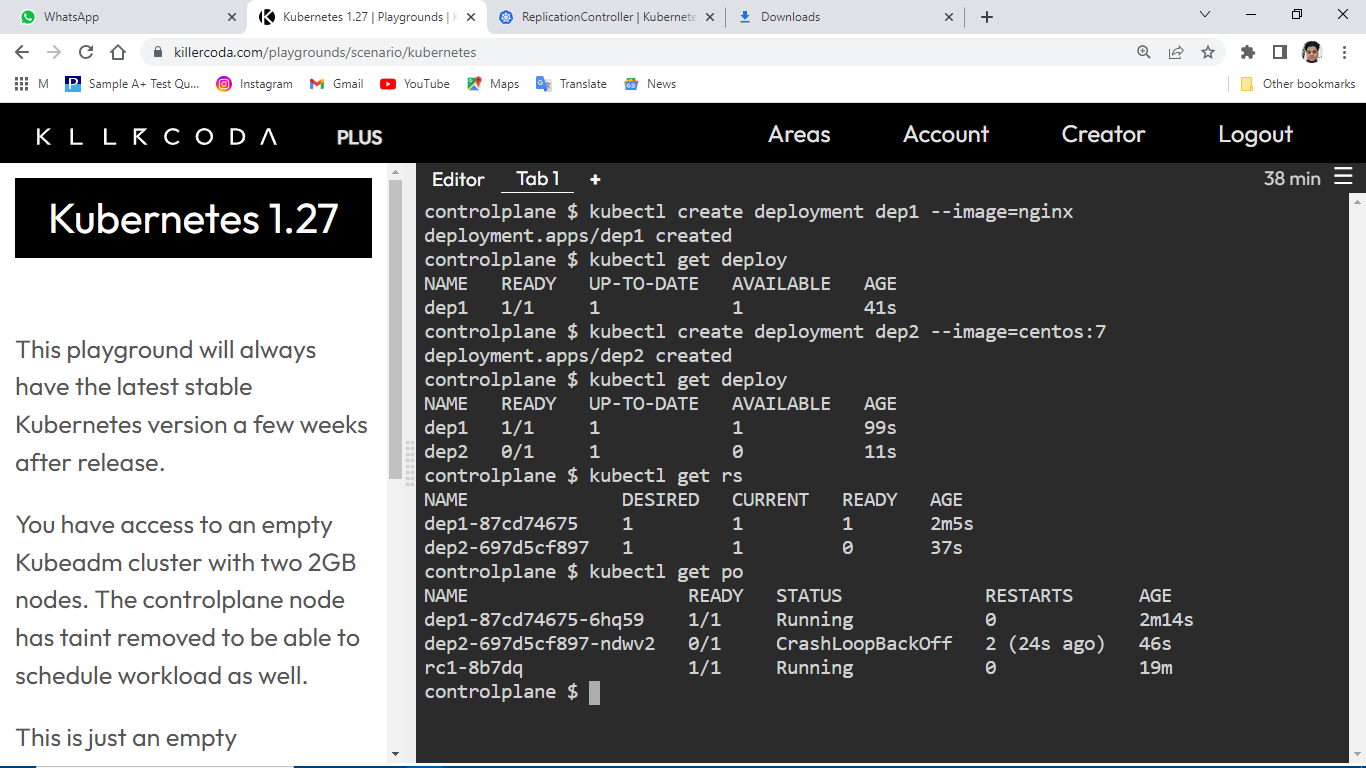 WhatsApp
Kubernetes 1.27 | Playgrounds |
ReplicationController | Kubernete
Downloads
killercoda.com/playgrounds/scenario/kubernetes
M
Sample A+ Test Qu...
Instagram
Gmail
YouTube
Maps
Translate
News
Other bookmarks
KILLERCODA PLUS
Areas
Account
Creator
Logout
Kubernetes 1.27
This playground will always
have the latest stable
Kubernetes version a few weeks
after release.
You have access to an empty
Kubeadm cluster with two 2GB
nodes. The controlplane node
has taint removed to be able to
schedule workload as well.
This is just an empty
Editor Tab 1 +
38 min
controlplane $ kubectl create deployment dep1 --image=nginx
deployment.apps/dep1 created
controlplane $ kubectl get deploy
NAME READY UP-TO-DATE AVAILABLE AGE
dep1 1/1 1 1 41s
controlplane $ kubectl create deployment dep2 --image=centos:7
deployment.apps/dep2 created
controlplane $ kubectl get deploy
NAME READY UP-TO-DATE AVAILABLE AGE
dep1 1/1 1 1 99s
dep2 0/1 1 0 11s
controlplane $ kubectl get rs
NAME DESIRED CURRENT READY AGE
dep1-87cd74675 1 1 1 2m5s
dep2-697d5cf897 1 1 0 37s
controlplane $ kubectl get po
NAME READY STATUS RESTARTS AGE
dep1-87cd74675-6hq59 1/1 Running 0 2m14s
dep2-697d5cf897-ndwv2 0/1 CrashLoopBackOff 2 (24s ago) 46s
rc1-8b7dq 1/1 Running 0 19m
controlplane $